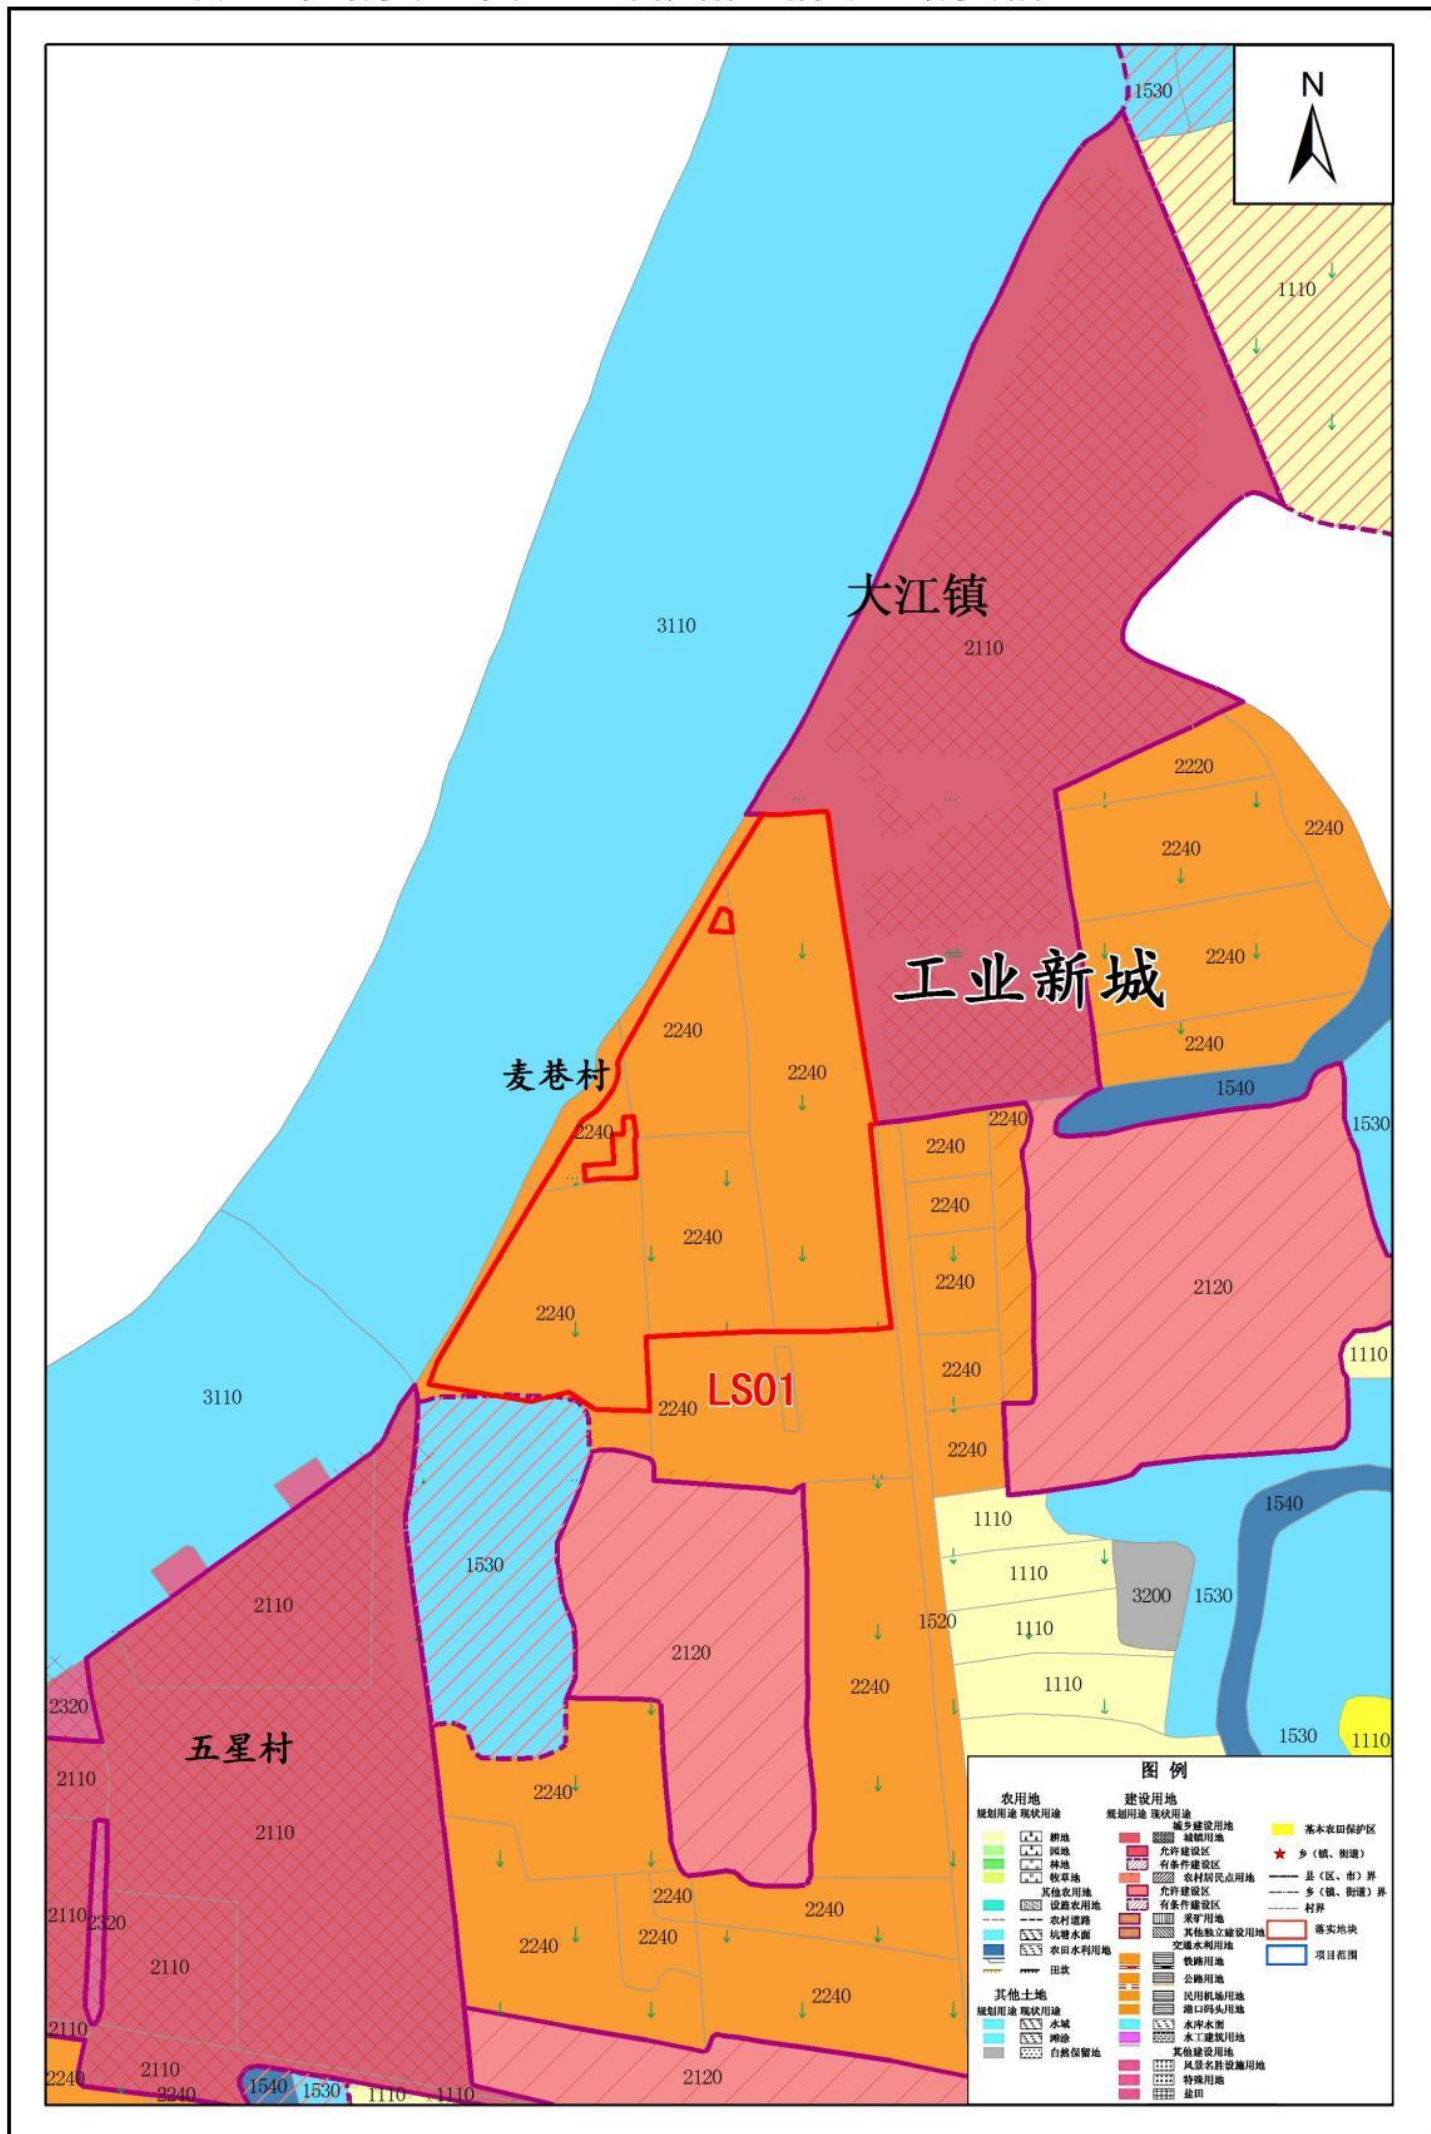 N
1530
1110
大江镇
3110
2110
2220
2240
2240
工业新城
2240
2240
2240
2240
麦巷村
1540
2240
2240
2240
1530
2240
2240
2240
2120
2240
1110
2240
LS01
3110
2240
2240
1540
1110
1530
1110
3200
1530
2110
1110
1520
2120
1110
2240
2320
1530
1110
五星村
2110
2240
2110
2240
2240
2110
2320
2240
2240
2110
2240
2110
2110
2120
2240
2240
1540
1530
1110
1110
图 例
农用地
规划用途 现状用途
耕地
园地
林地
牧草地
其他农用地
设施农用地
农村道路
坑塘水面
农田水利用地
田坎
其他土地
规划用途 现状用途
水域
滩涂
自然保留地
建设用地
规划用途 现状用途
城乡建设用地
城镇用地
允许建设区
有条件建设区
农村居民点用地
允许建设区
有条件建设区
采矿用地
其他独立建设用地
交通水利用地
铁路用地
公路用地
民用机场用地
港口码头用地
水库水面
水工建筑用地
其他建设用地
风景名胜设施用地
特殊用地
盐田
基本农田保护区
乡（镇、街道）
县（区、市）界
乡（镇、街道）界
村界
落实地块
项目范围